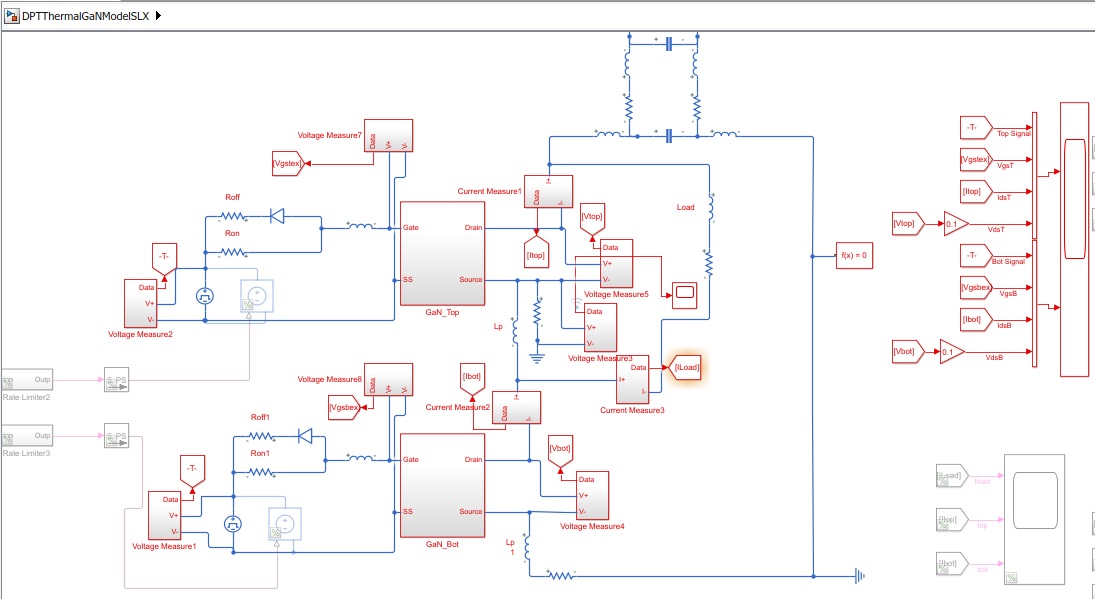 DPTThermalGaNModelSLX
Voltage Measure7
Data
V+
V-
[Vgstex]
Roff
Ron
-T-
Data
V+
V-
Voltage Measure2
Gate
SS
Drain
Source
GaN_Top
Current Measure1
Data
I+
I-
[Itop]
[Vtop]
Data
V+
V-
Voltage Measure5
Load
Data
V+
V-
Voltage Measure3
Lp
Data
I+
I-
Current Measure3
[ILoad]
f(x) = 0
Outp
Rate Limiter2
S PS
Outp
Rate Limiter3
S PS
Voltage Measure8
Data
V+
V-
[Vgsbex]
[Ibot]
Current Measure2
Data
I-
Roff1
Ron1
-T-
Data
V+
V-
Voltage Measure1
Gate
SS
Drain
Source
GaN_Bot
[Vbot]
Data
V+
V-
Voltage Measure4
Lp
1
-T-
Top Signal
[Vgstex]
VgsT
[Itop]
IdsT
[Vtop]
0.1
VdsT
-T-
Bot Signal
[Vgsbex]
VgsB
[Ibot]
IdsB
[Vbot]
0.1
VdsB
[ILoad]
Iload
[Itop]
top
[Ibot]
bot